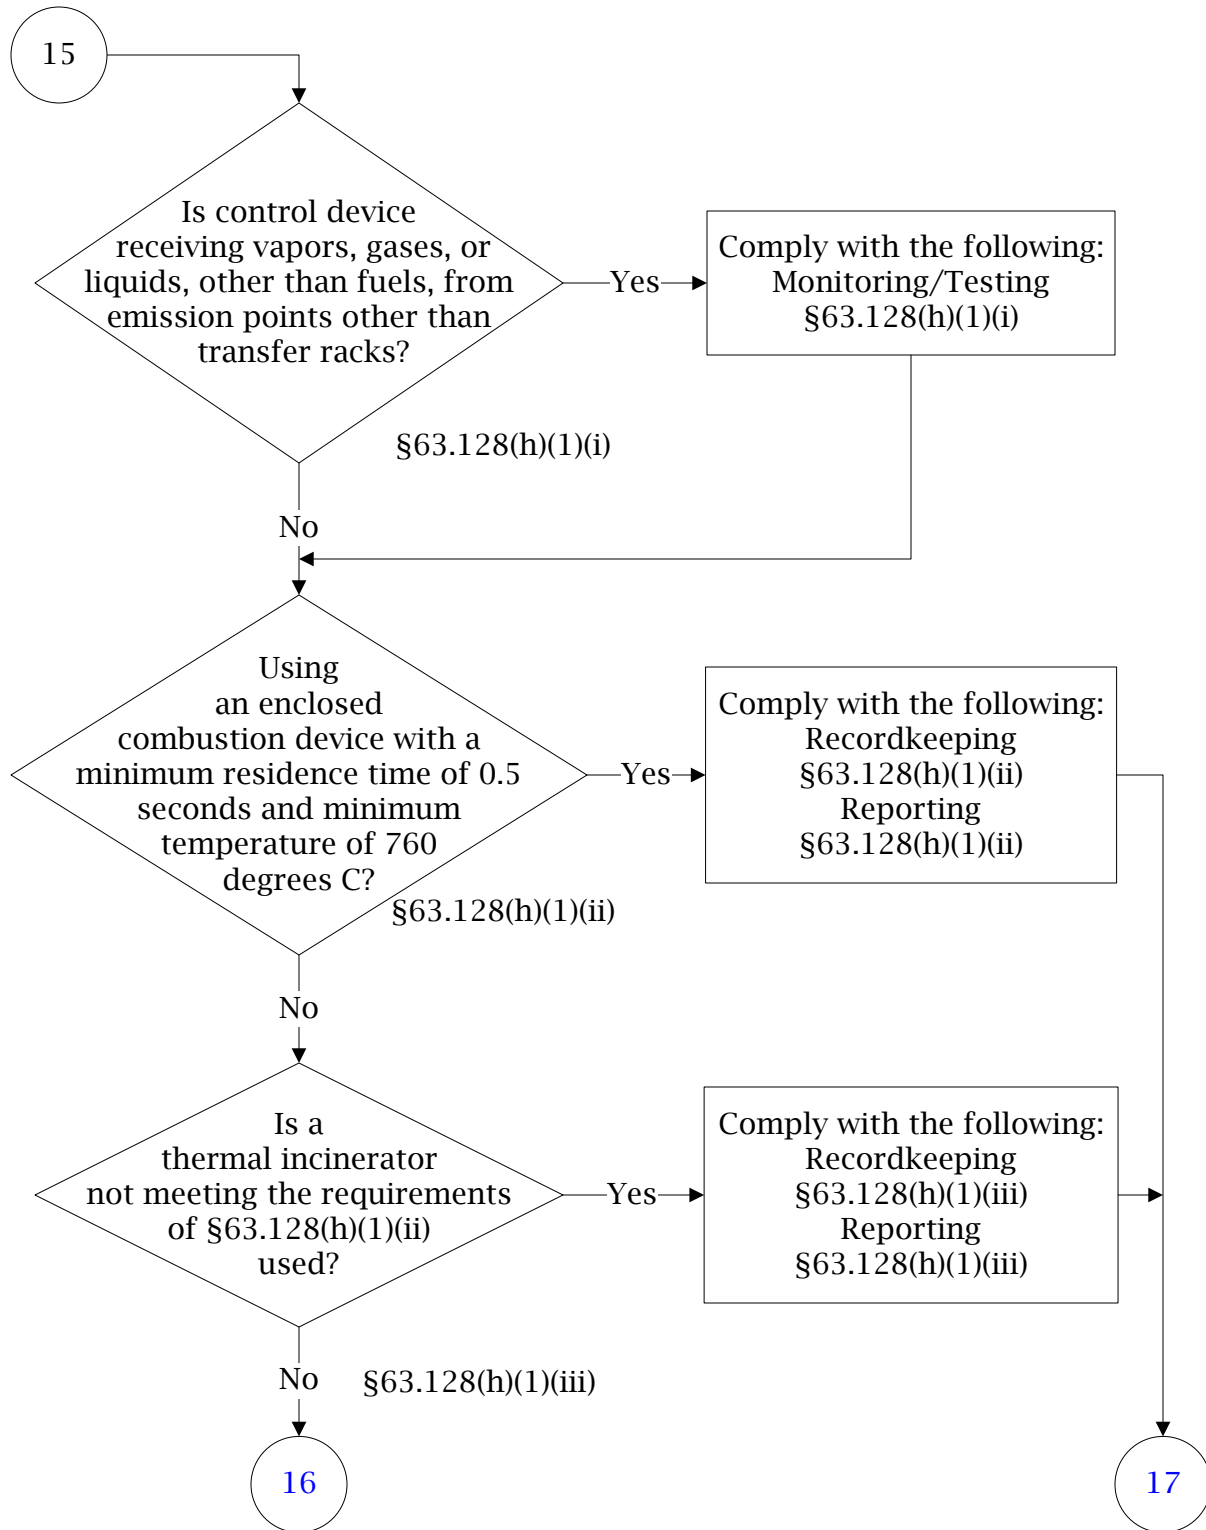 15
Is control device
receiving vapors, gases, or
liquids, other than fuels, from
emission points other than
transfer racks?
Yes
Comply with the following:
Monitoring/Testing
§63.128(h)(1)(i)
§63.128(h)(1)(i)
No
Using
an enclosed
combustion device with a
minimum residence time of 0.5
seconds and minimum
temperature of 760
degrees C?
Yes
Comply with the following:
Recordkeeping
§63.128(h)(1)(ii)
Reporting
§63.128(h)(1)(ii)
§63.128(h)(1)(ii)
No
Is a
thermal incinerator
not meeting the requirements
of §63.128(h)(1)(ii)
used?
Yes
Comply with the following:
Recordkeeping
§63.128(h)(1)(iii)
Reporting
§63.128(h)(1)(iii)
No
§63.128(h)(1)(iii)
16
17